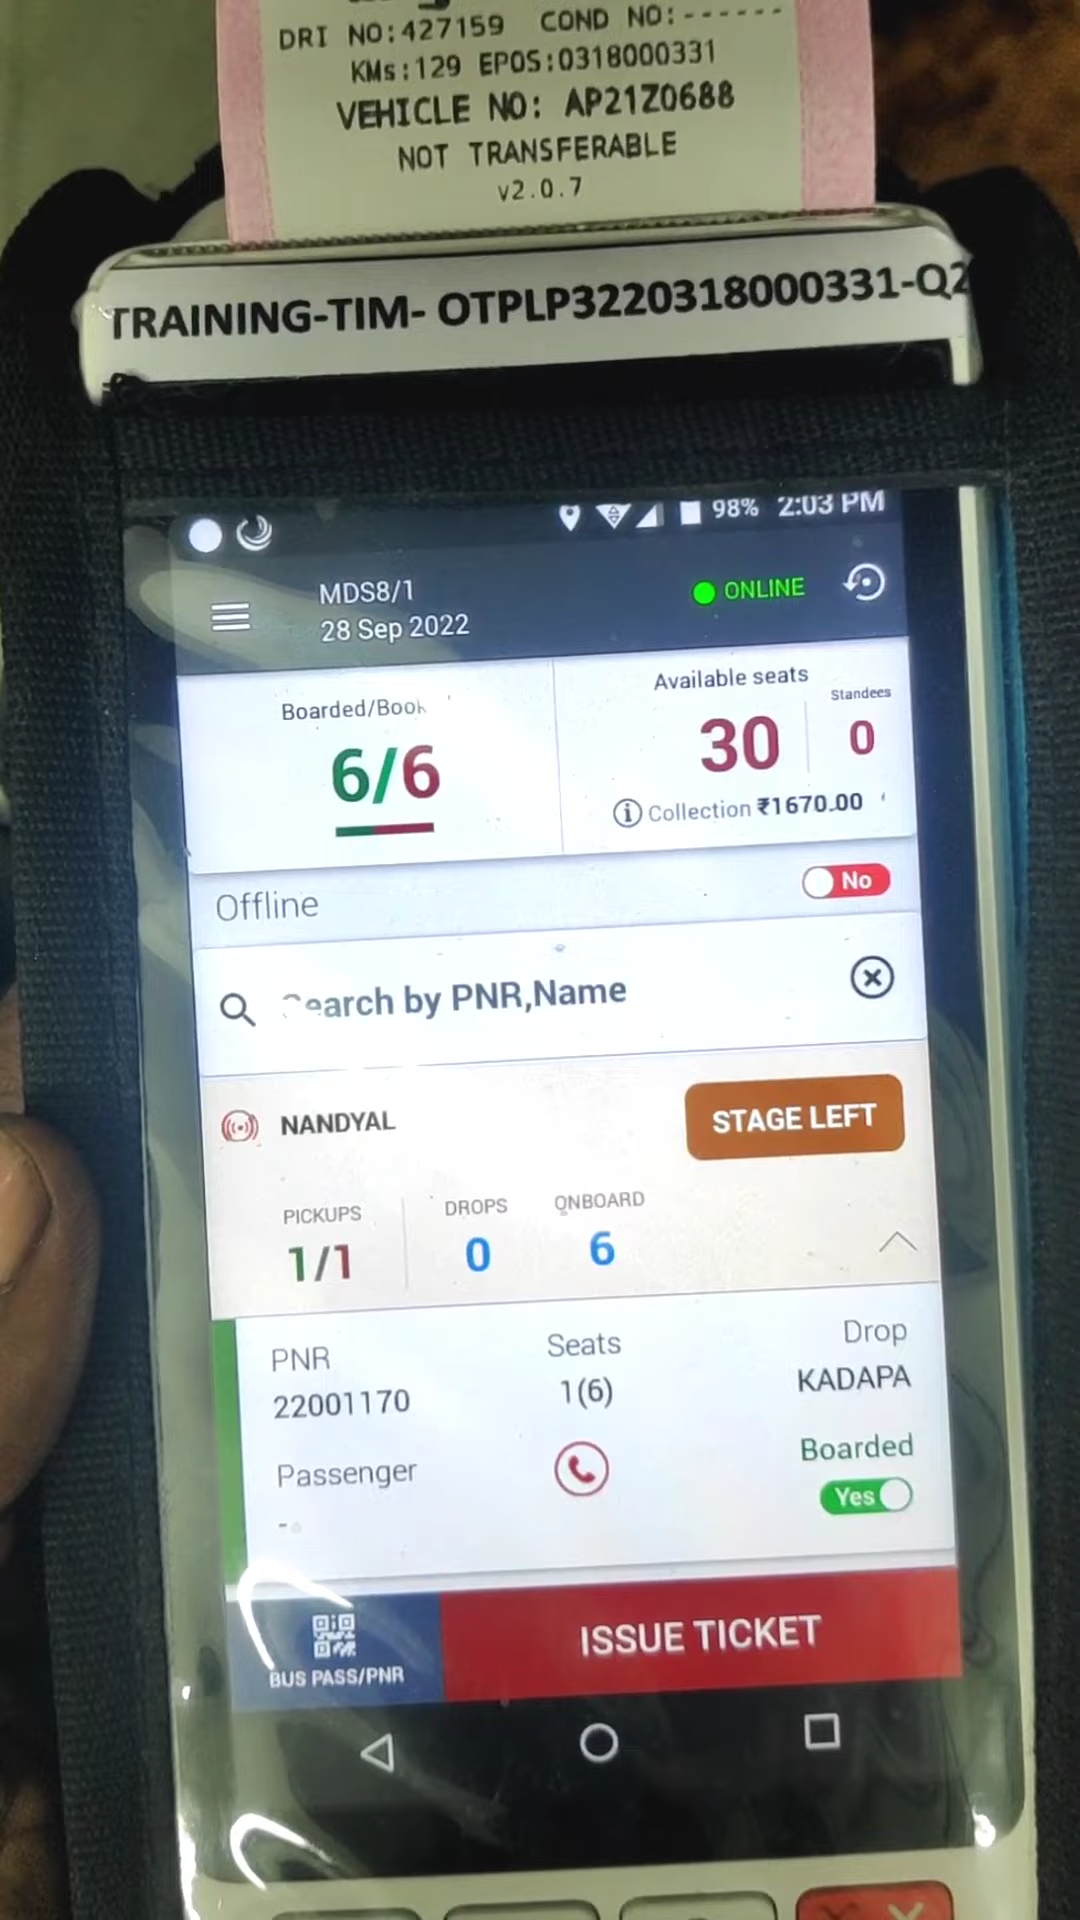 DRI NO:427159 COND NO:------
KMs:129 EPOS:0318000331
VEHICLE NO: AP21Z0688
NOT TRANSFERABLE
v2.0.7
TRAINING-TIM- OTPLP3220318000331-Q2
98% 2:03 PM
MDS8/1
28 Sep 2022
ONLINE
Boarded/Book
6/6
Available seats
30
Standees
0
Collection ₹1670.00
Offline
No
Search by PNR,Name
NANDYAL
STAGE LEFT
PICKUPS
1/1
DROPS
0
ONBOARD
6
PNR
22001170
Seats
1(6)
Drop
KADAPA
Passenger
-
Boarded
Yes
BUS PASS/PNR
ISSUE TICKET